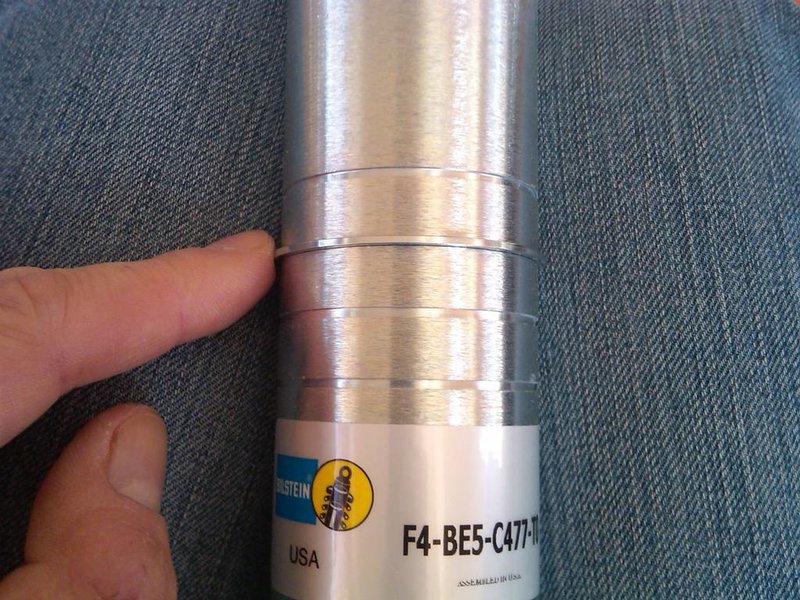 BILSTEIN
F4-BE5-C477-T
USA
ASSEMBLED IN USA